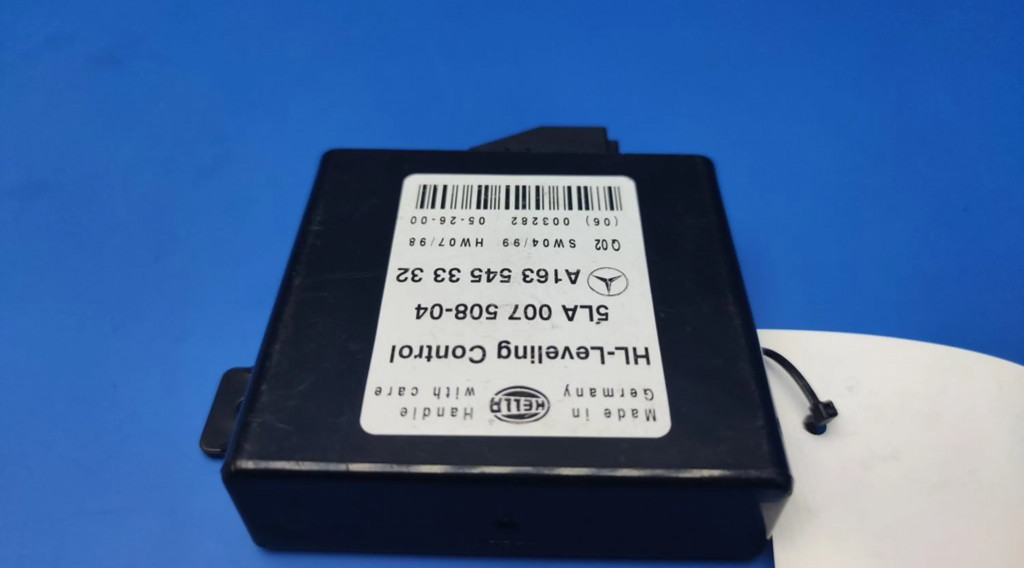 Made in Germany
HELLA
Handle with care
HL-Leveling Control
5LA 007 508-04
A163 545 33 32
Q02 SW04/99 HW07/98
(06) 003282 05-26-00